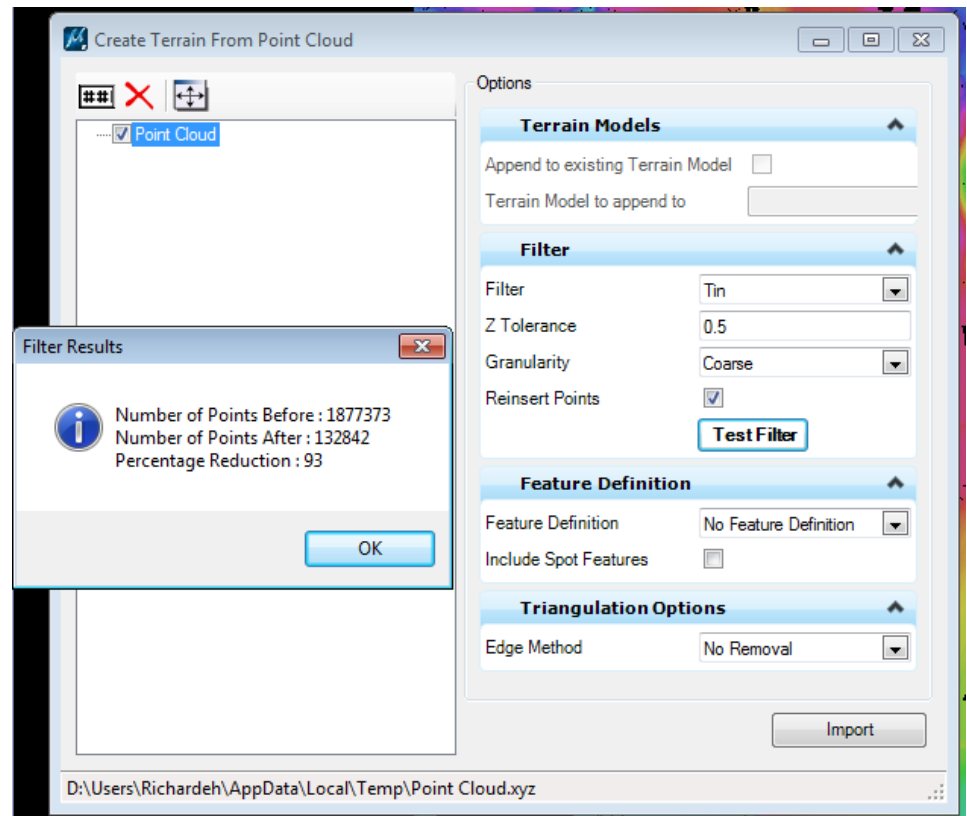 Create Terrain From Point Cloud
##
Point Cloud
Options
Terrain Models
Append to existing Terrain Model
Terrain Model to append to
Filter
Filter Tin
Z Tolerance 0.5
Granularity Coarse
Reinsert Points
Test Filter
Feature Definition
Feature Definition No Feature Definition
Include Spot Features
Triangulation Options
Edge Method No Removal
Import
Filter Results
Number of Points Before : 1877373
Number of Points After : 132842
Percentage Reduction : 93
OK
D:\Users\Richardeh\AppData\Local\Temp\Point Cloud.xyz